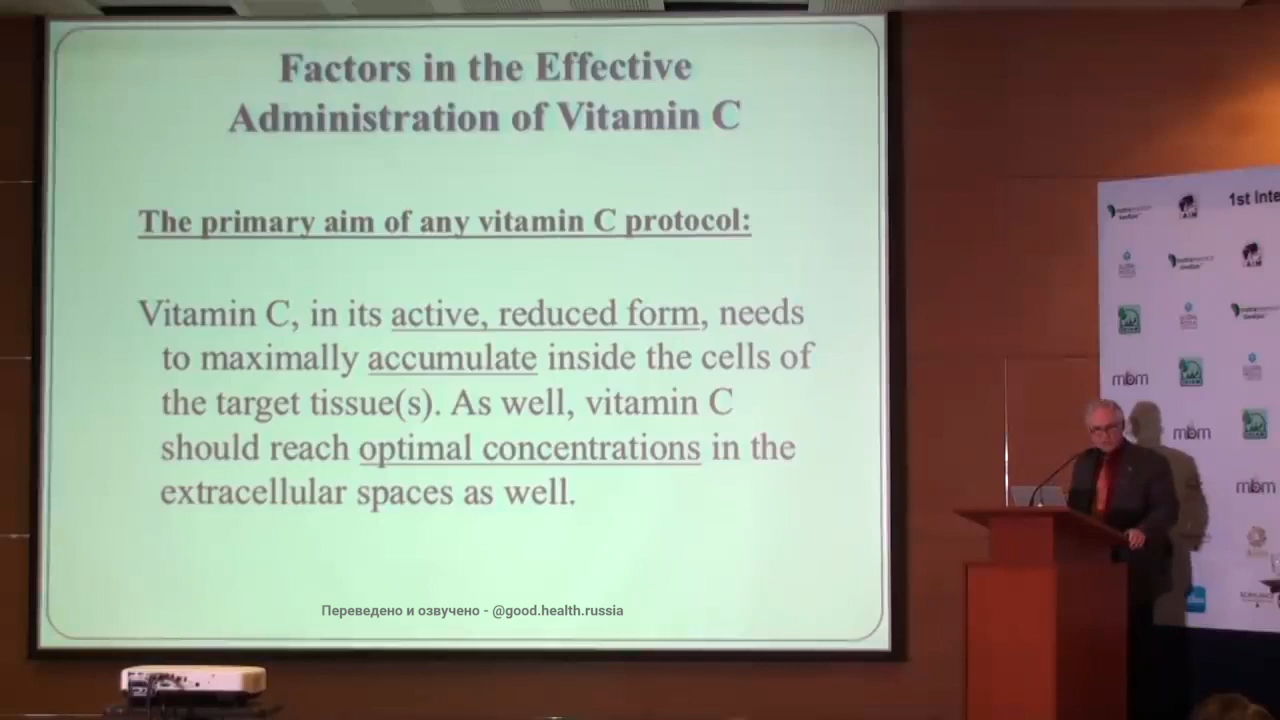 Factors in the Effective
Administration of Vitamin C
The primary aim of any vitamin C protocol:
Vitamin C, in its active, reduced form, needs
to maximally accumulate inside the cells of
the target tissue(s). As well, vitamin C
should reach optimal concentrations in the
extracellular spaces as well.
Переведено и озвучено - @good.health.russia
1st Inte
AIM
mbm
mbm
mbm